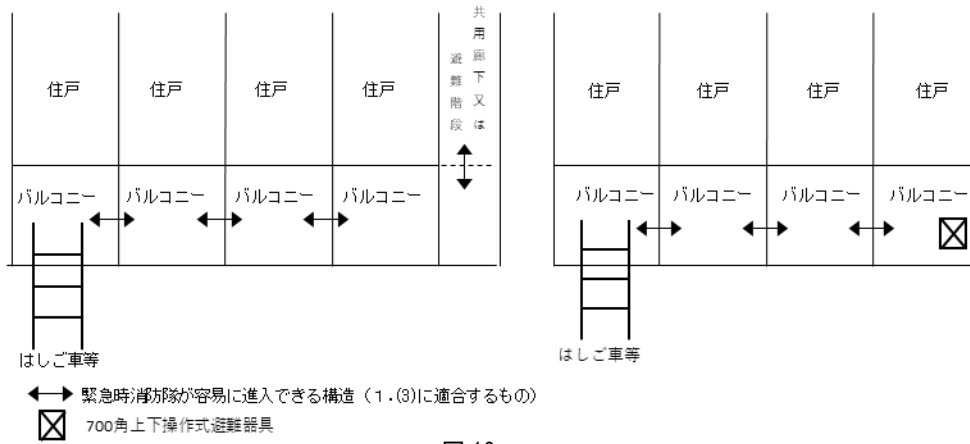 共用廊下又は
避難階段
住戸 住戸 住戸 住戸
バルコニー バルコニー バルコニー バルコニー
はしご車等
住戸 住戸 住戸 住戸
バルコニー バルコニー バルコニー バルコニー
はしご車等
緊急時消防隊が容易に進入できる構造（1.(3)に適合するもの）
700角上下操作式避難器具